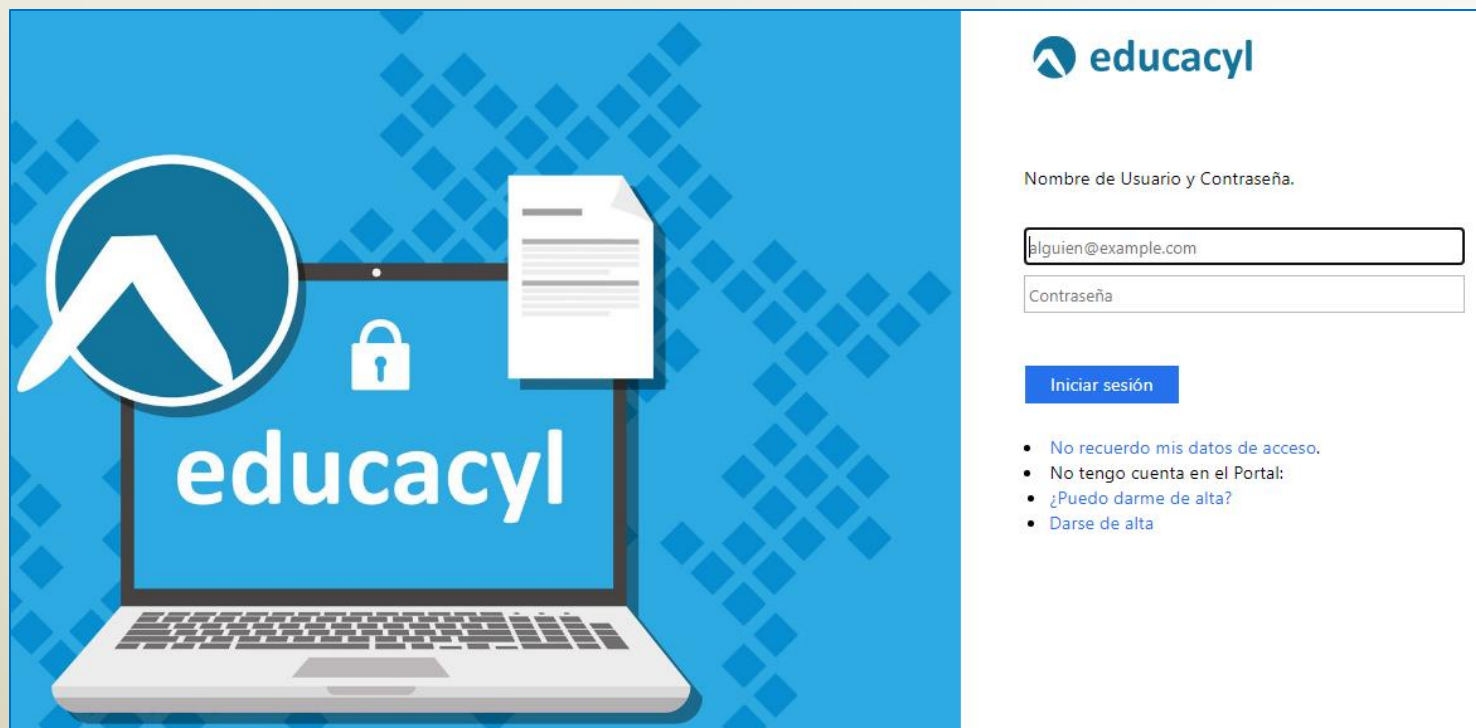 educacyl
educacyl
Nombre de Usuario y Contraseña.
alguien@example.com
Contraseña
Iniciar sesión
No recuerdo mis datos de acceso.
No tengo cuenta en el Portal:
¿Puedo darme de alta?
Darse de alta